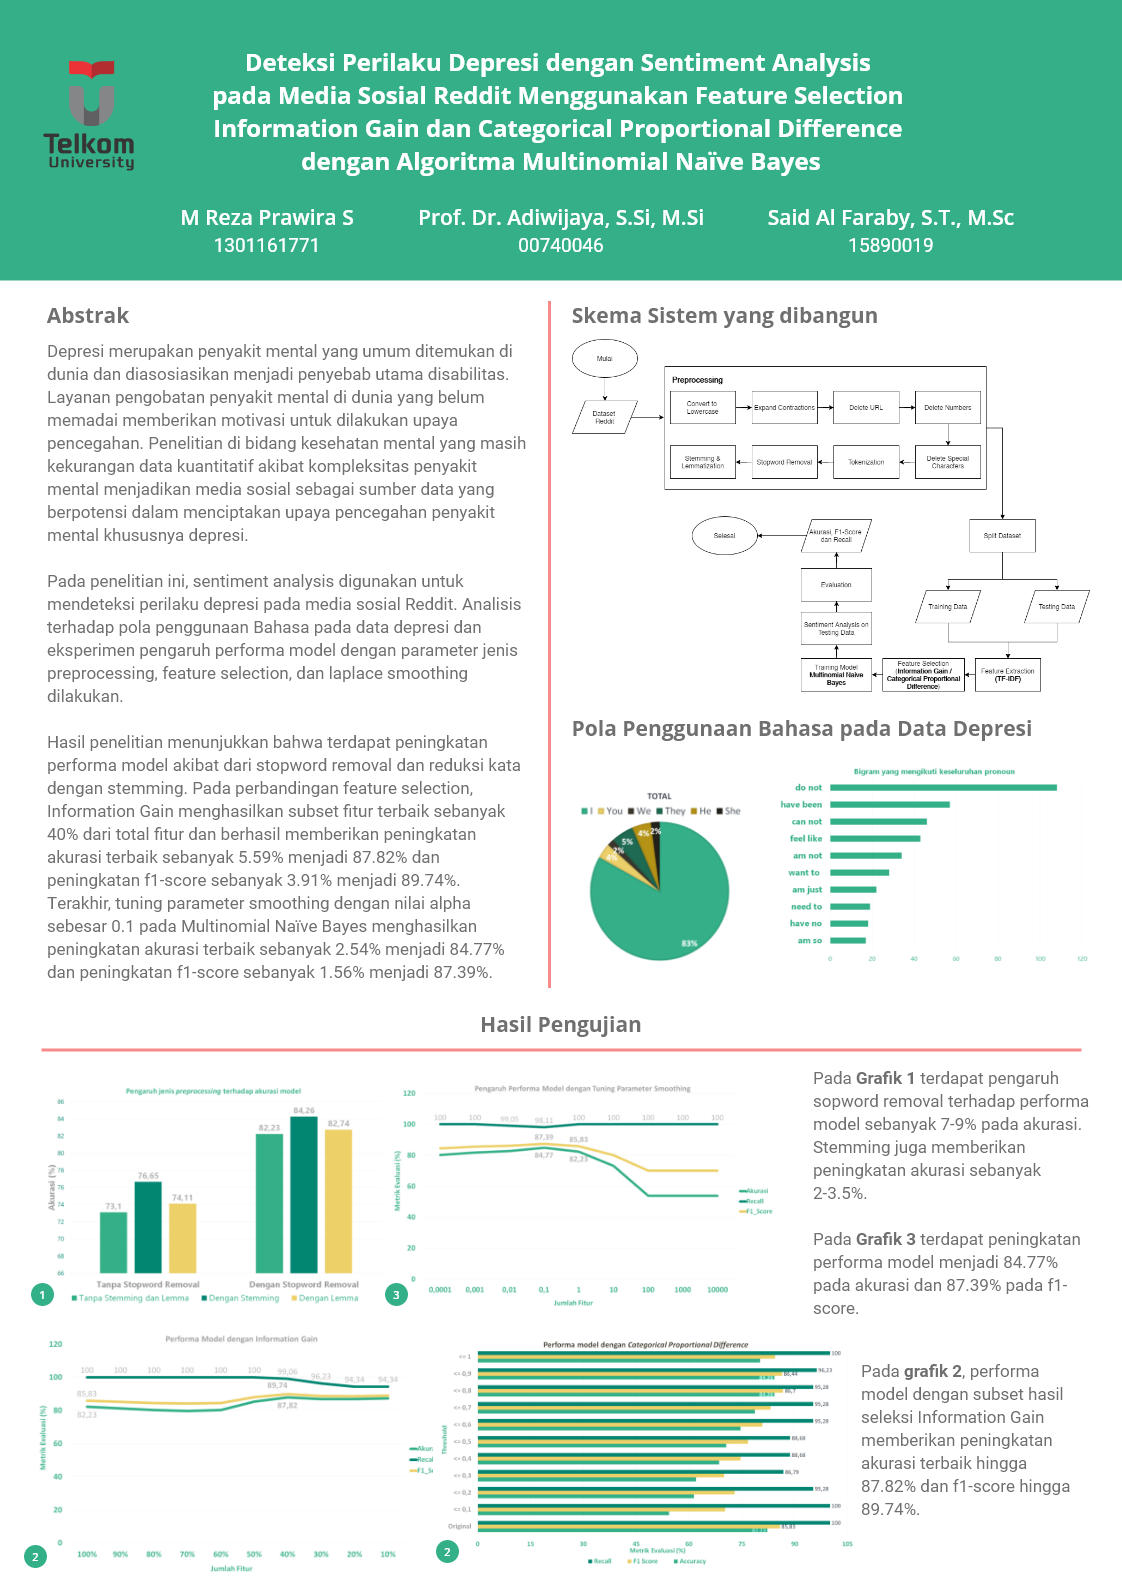 Telkom
University
Deteksi Perilaku Depresi dengan Sentiment Analysis
pada Media Sosial Reddit Menggunakan Feature Selection
Information Gain dan Categorical Proportional Difference
dengan Algoritma Multinomial Naïve Bayes
M Reza Prawira S
1301161771
Prof. Dr. Adiwijaya, S.Si, M.Si
00740046
Said Al Faraby, S.T., M.Sc
15890019
Abstrak
Depresi merupakan penyakit mental yang umum ditemukan di
dunia dan diasosiasikan menjadi penyebab utama disabilitas.
Layanan pengobatan penyakit mental di dunia yang belum
memadai memberikan motivasi untuk dilakukan upaya
pencegahan. Penelitian di bidang kesehatan mental yang masih
kekurangan data kuantitatif akibat kompleksitas penyakit
mental menjadikan media sosial sebagai sumber data yang
berpotensi dalam menciptakan upaya pencegahan penyakit
mental khususnya depresi.
Pada penelitian ini, sentiment analysis digunakan untuk
mendeteksi perilaku depresi pada media sosial Reddit. Analisis
terhadap pola penggunaan Bahasa pada data depresi dan
eksperimen pengaruh performa model dengan parameter jenis
preprocessing, feature selection, dan laplace smoothing
dilakukan.
Hasil penelitian menunjukkan bahwa terdapat peningkatan
performa model akibat dari stopword removal dan reduksi kata
dengan stemming. Pada perbandingan feature selection,
Information Gain menghasilkan subset fitur terbaik sebanyak
40% dari total fitur dan berhasil memberikan peningkatan
akurasi terbaik sebanyak 5.59% menjadi 87.82% dan
peningkatan f1-score sebanyak 3.91% menjadi 89.74%.
Terakhir, tuning parameter smoothing dengan nilai alpha
sebesar 0.1 pada Multinomial Naïve Bayes menghasilkan
peningkatan akurasi terbaik sebanyak 2.54% menjadi 84.77%
dan peningkatan f1-score sebanyak 1.56% menjadi 87.39%.
Skema Sistem yang dibangun
Mulai
Dataset
Reddit
Preprocessing
Convert to
Lowercase
Expand Contractions
Delete URL
Delete Numbers
Stemming &
Lemmatization
Stopword Removal
Tokenization
Delete Special
Characters
Selesai
Akurasi, F1-Score
dan Recall
Split Dataset
Evaluation
Training Data
Testing Data
Sentiment Analysis on
Testing Data
Training Model
Multinomial Naive
Bayes
Feature Selection
(Information Gain /
Categorical Proportional
Difference)
Feature Extraction
(TF-IDF)
Pola Penggunaan Bahasa pada Data Depresi
TOTAL
I You We They He She
83%
4%
2%
5%
4%
2%
Bigram yang mengikuti keseluruhan pronoun
do not
have been
can not
feel like
am not
want to
am just
need to
have no
am so
0 20 40 60 80 100 120
Hasil Pengujian
Pengaruh jenis preprocessing terhadap akurasi model
Akurasi (%)
86
84
82
80
78
76
74
72
70
68
66
73,1
76,65
74,11
82,23
84,26
82,74
Tanpa Stopword Removal
Dengan Stopword Removal
Tanpa Stemming dan Lemma Dengan Stemming Dengan Lemma
1
Pengaruh Performa Model dengan Tuning Parameter Smoothing
Metrik Evaluasi (%)
120
100
80
60
40
20
0
100 100 99,05 98,11 100 100 100 100 100
87,39 85,83
84,77 82,23
Akurasi
Recall
F1_Score
0,0001 0,001 0,01 0,1 1 10 100 1000 10000
Jumlah Fitur
3
Pada Grafik 1 terdapat pengaruh
sopword removal terhadap performa
model sebanyak 7-9% pada akurasi.
Stemming juga memberikan
peningkatan akurasi sebanyak
2-3.5%.
Pada Grafik 3 terdapat peningkatan
performa model menjadi 84.77%
pada akurasi dan 87.39% pada f1-
score.
Performa Model dengan Information Gain
Metrik Evaluasi (%)
120
100
80
60
40
20
0
100 100 100 100 100 100 99,06 96,23 94,34 94,34
85,83 89,74
82,23 87,82
Akur
Recal
F1_S
100% 90% 80% 70% 60% 50% 40% 30% 20% 10%
Jumlah Fitur
2
Performa model dengan Categorical Proportional Difference
Threshold
<= 1
<= 0,9
<= 0,8
<= 0,7
<= 0,6
<= 0,5
<= 0,4
<= 0,3
<= 0,2
<= 0,1
Original
100
96,23
86,44
95,28
86,7
95,28
95,28
88,68
88,68
86,79
95,28
100
100
85,83
0 15 30 45 60 75 90 105
Metrik Evaluasi (%)
Recall F1 Score Accuracy
2
Pada grafik 2, performa
model dengan subset hasil
seleksi Information Gain
memberikan peningkatan
akurasi terbaik hingga
87.82% dan f1-score hingga
89.74%.